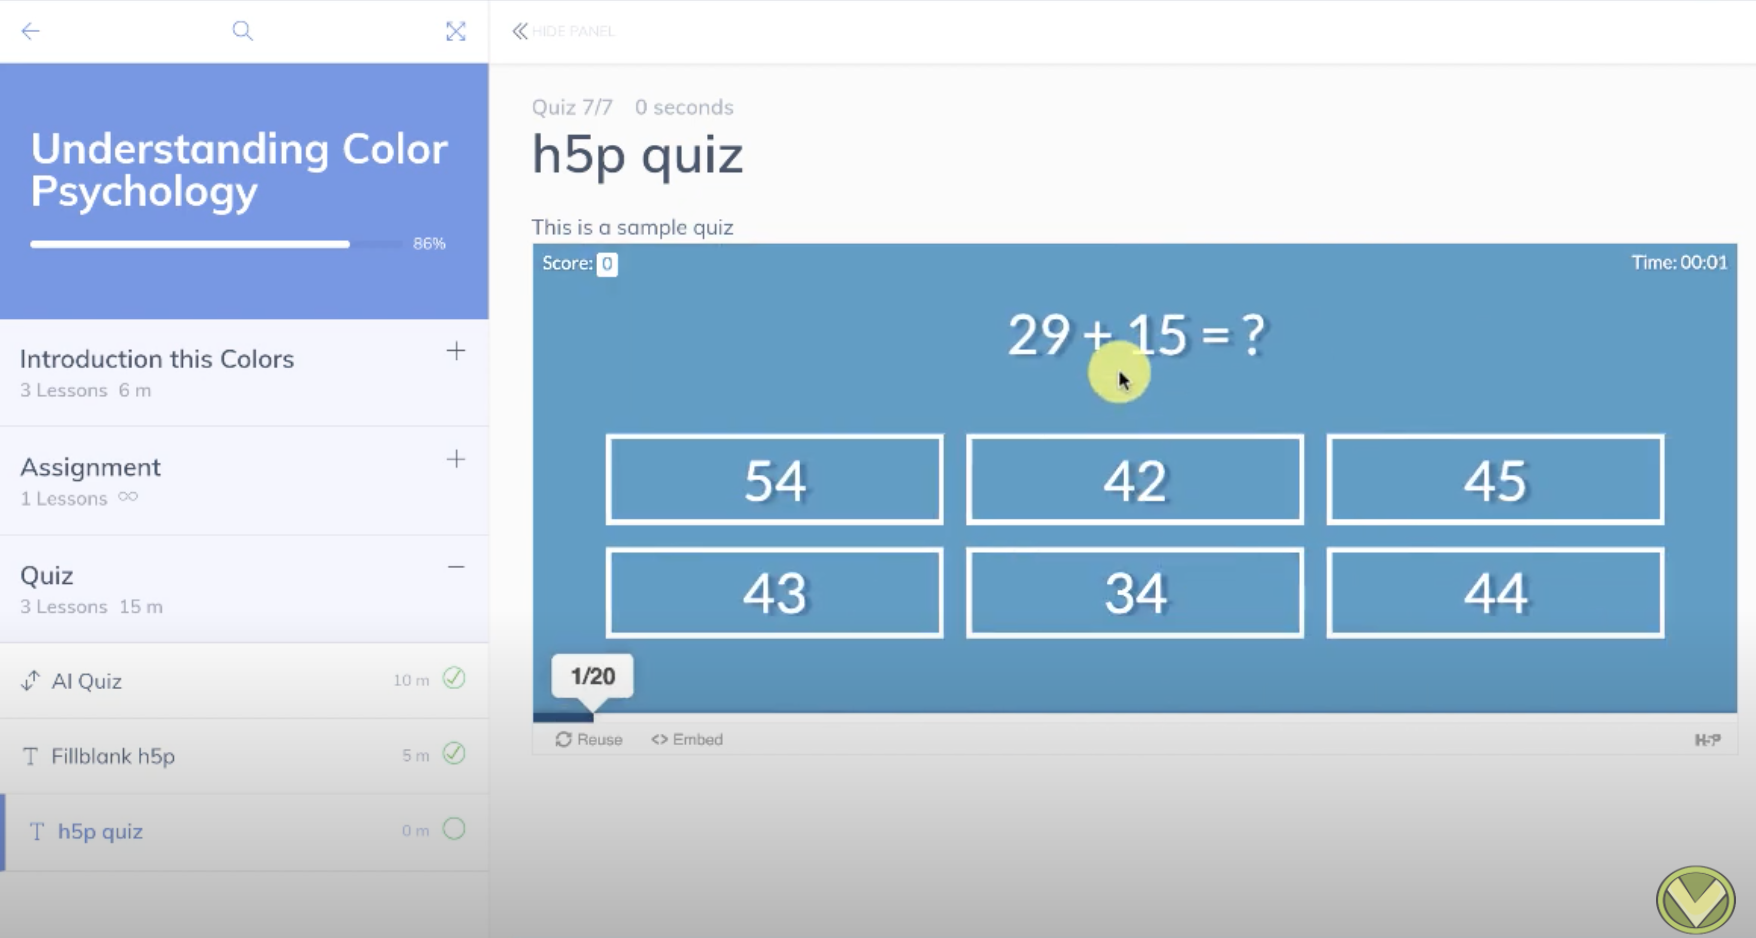 HIDE PANEL
Understanding Color
Psychology
86%
Introduction this Colors
3 Lessons 6 m
Assignment
1 Lessons ∞
Quiz
3 Lessons 15 m
AI Quiz 10 m
Fillblank h5p 5 m
h5p quiz 0 m
Quiz 7/7 0 seconds
h5p quiz
This is a sample quiz
Score: 0 Time: 00:01
29 + 15 = ?
54 42 45
43 34 44
1/20
Reuse <> Embed H5P